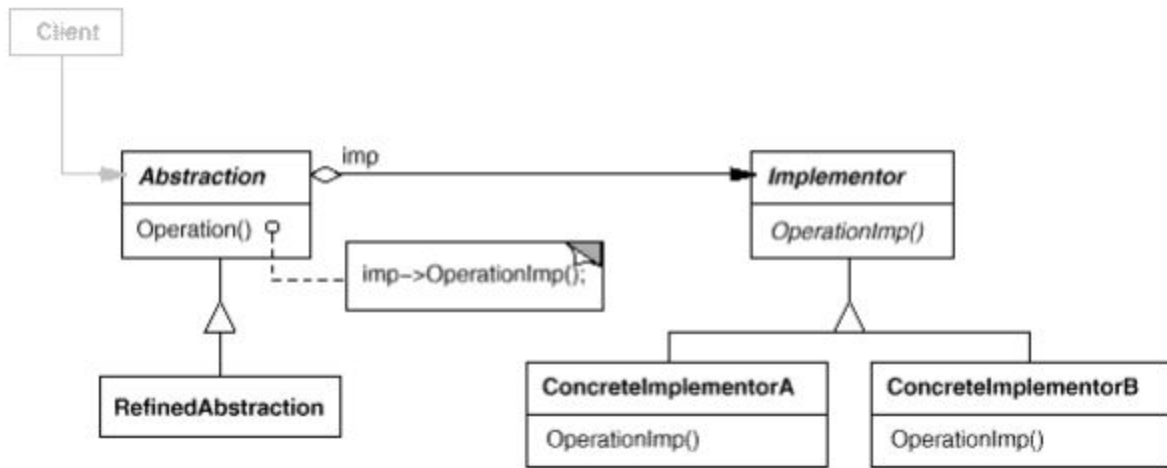 Client
imp
Abstraction
Implementor
Operation()
OperationImp()
imp->OperationImp();
ConcreteImplementorA
ConcreteImplementorB
RefinedAbstraction
OperationImp()
OperationImp()